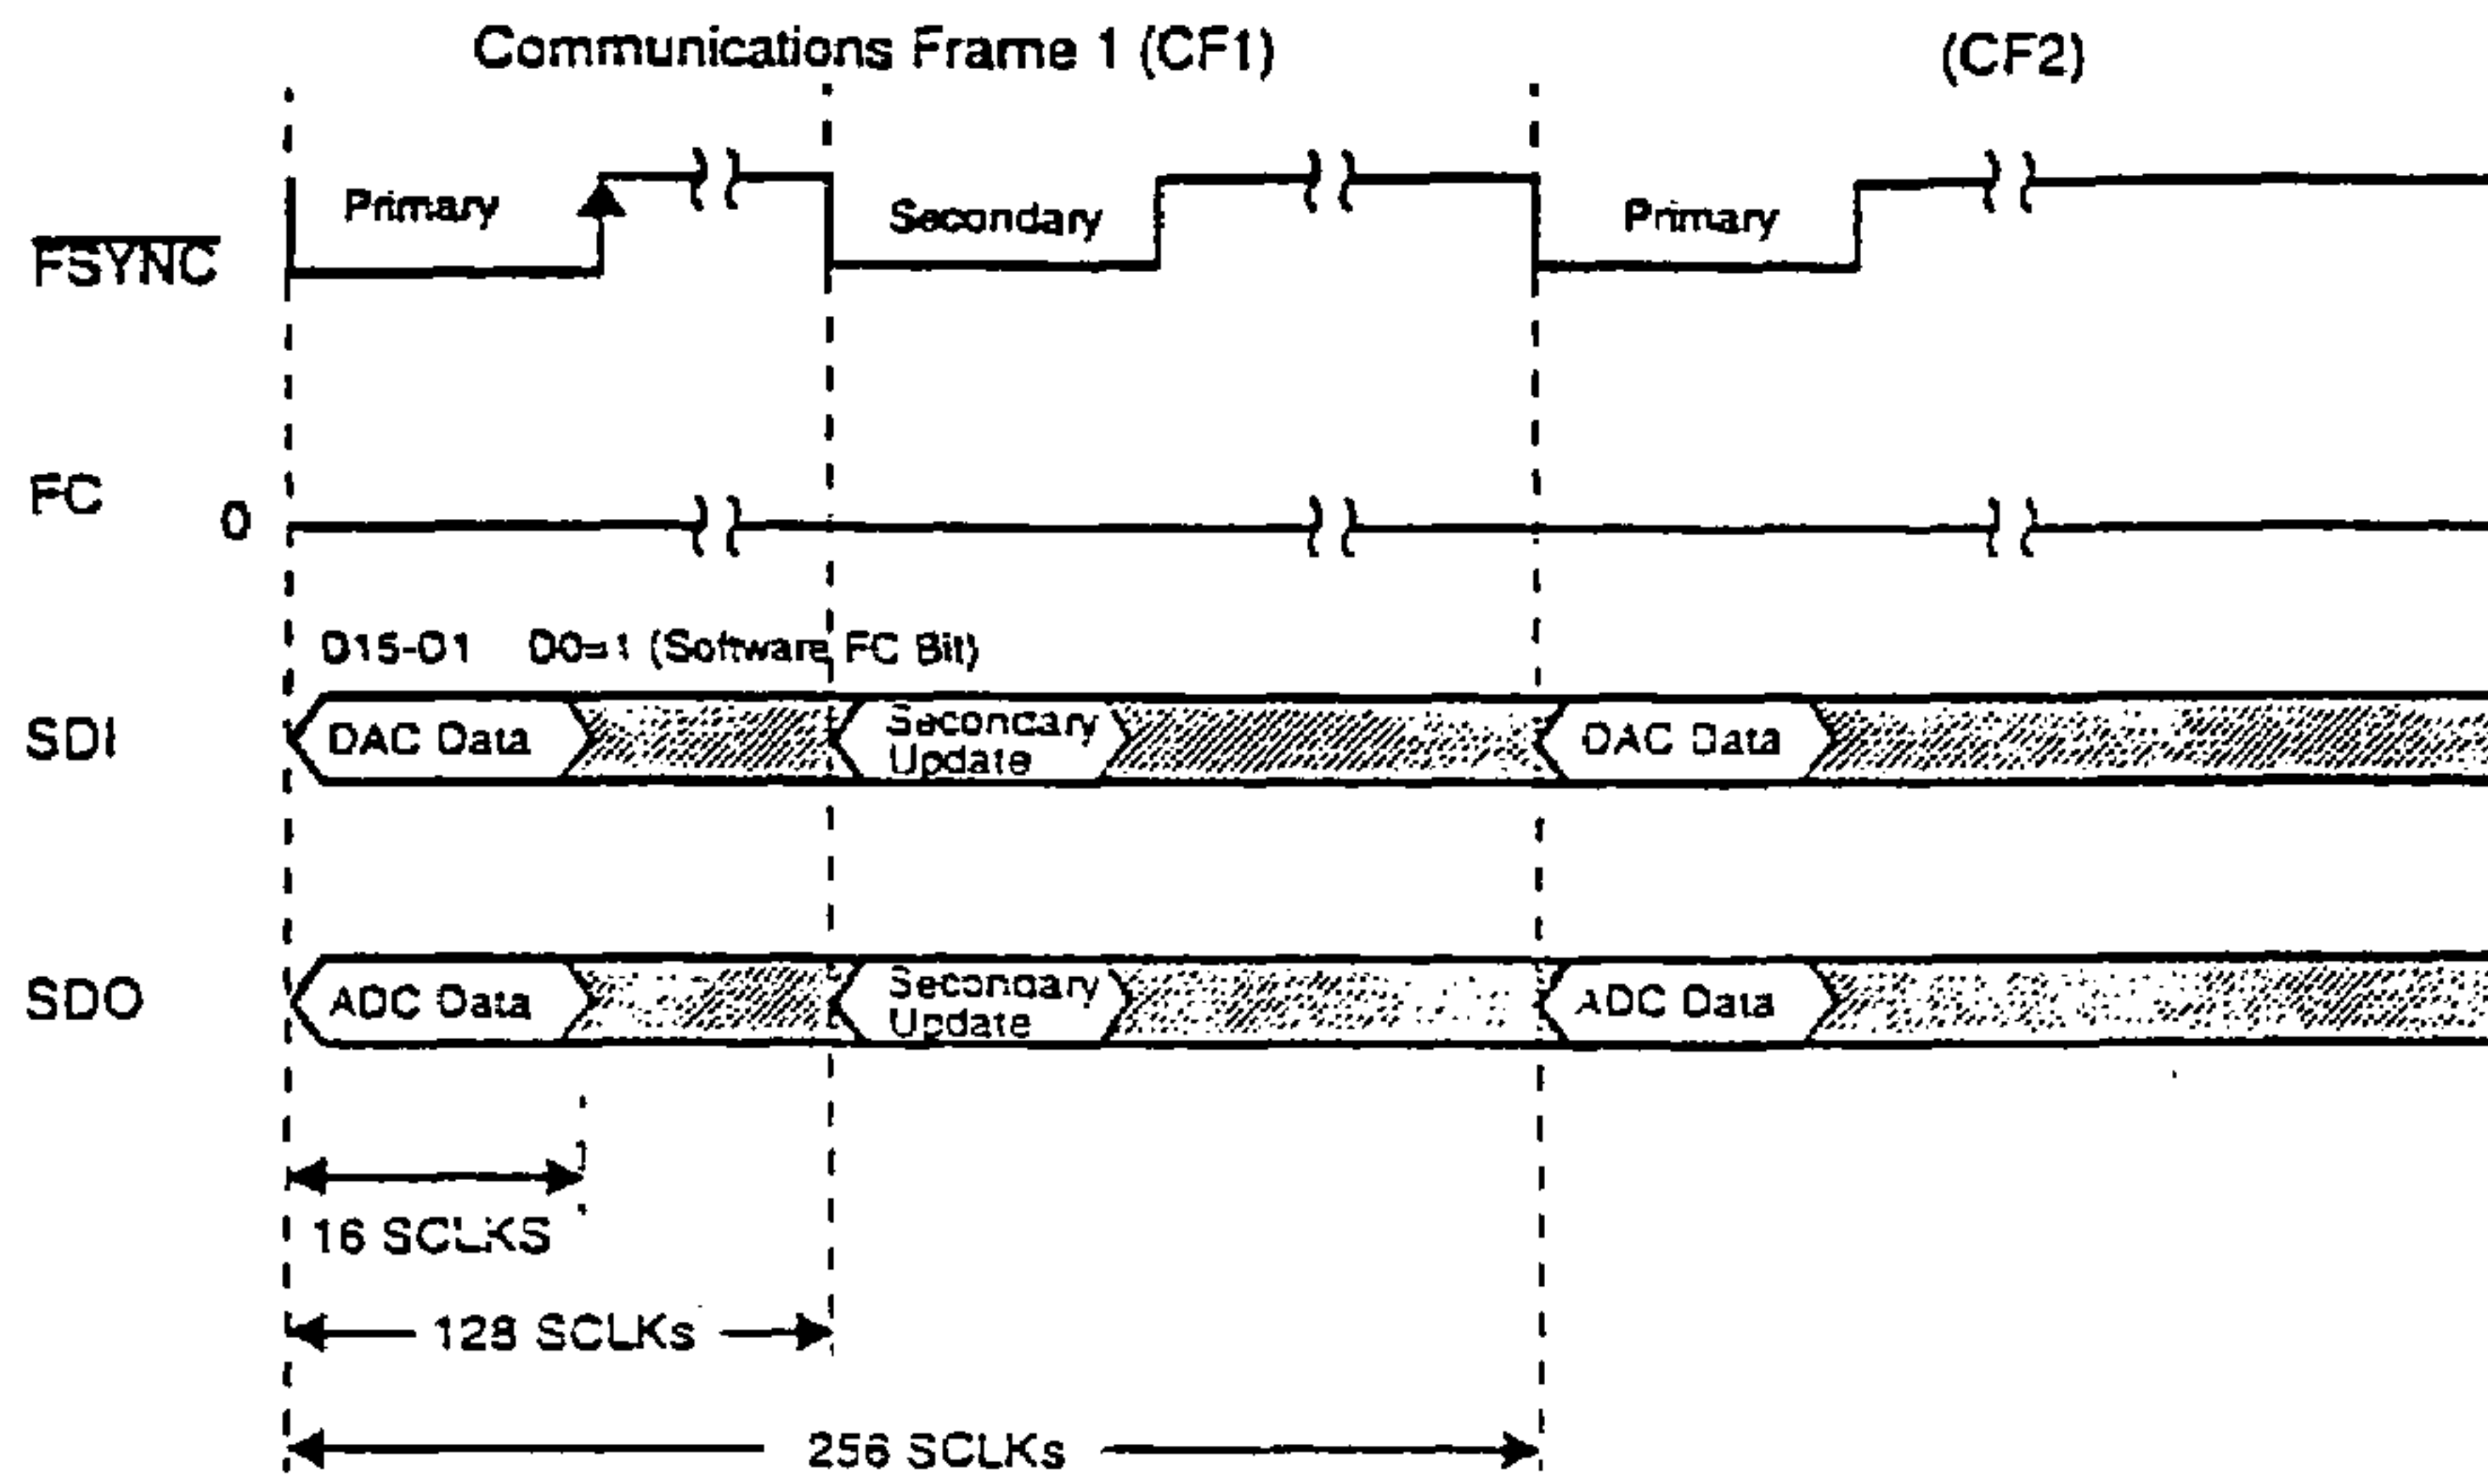 Communications Frame 1 (CF1)
(CF2)
Primary
Secondary
Primary
FSYNC
FC
0
D15-D1 D0=1 (Software FC Bit)
SDI
DAC Data
Secondary
Update
DAC Data
SDO
ADC Data
Secondary
Update
ADC Data
16 SCLKS
128 SCLKs
256 SCLKs